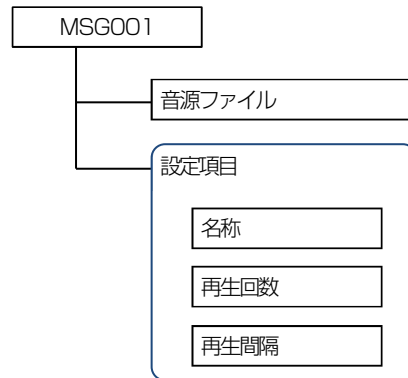 MSG001
音源ファイル
設定項目
名称
再生回数
再生間隔